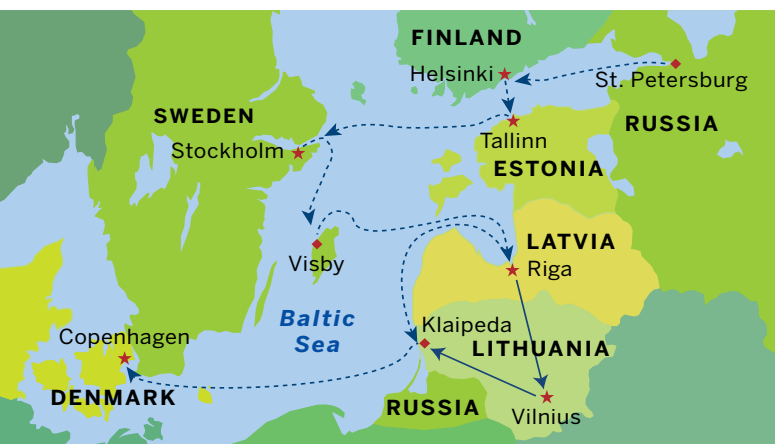 FINLAND
Helsinki
St. Petersburg
SWEDEN
RUSSIA
Tallinn
Stockholm
ESTONIA
LATVIA
Visby
Riga
Baltic
Sea
Klaipeda
Copenhagen
LITHUANIA
DENMARK
RUSSIA
Vilnius